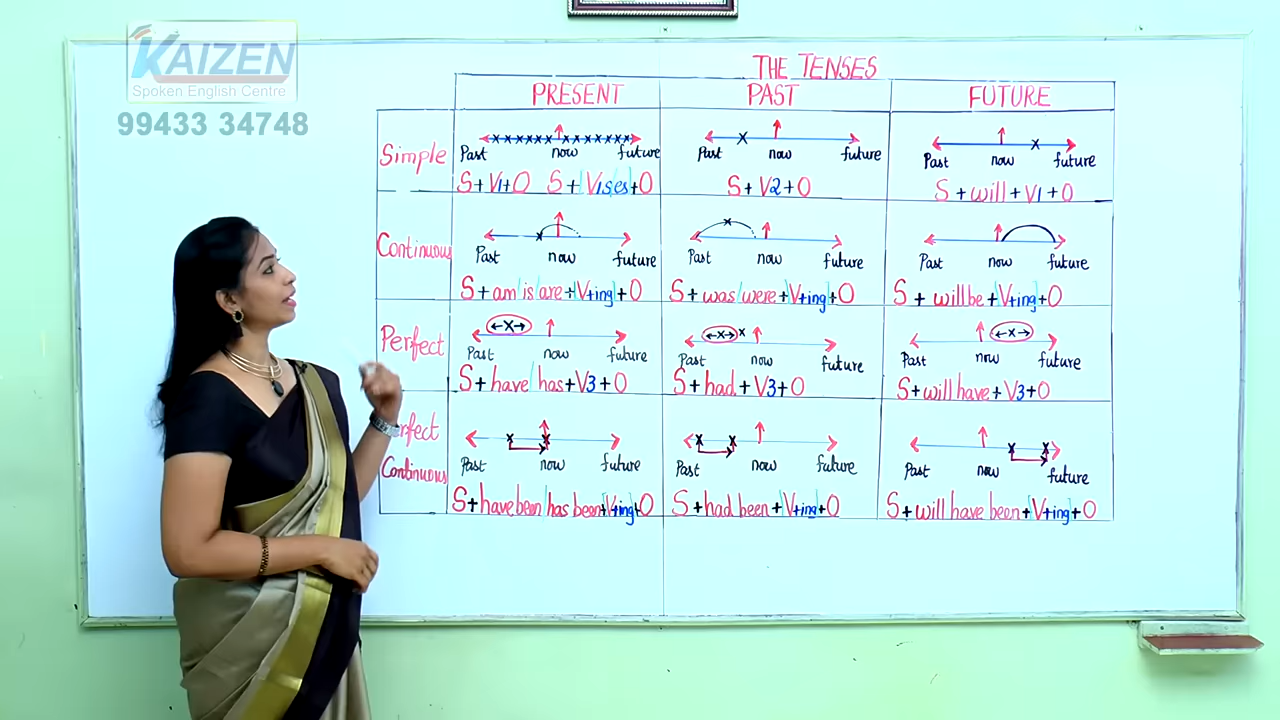 KAIZEN
Spoken English Centre
99433 34748
THE TENSES
PRESENT PAST FUTURE
Simple
Past now future
S+V1+O S+V1s,es+O
Past now future
S+V2+O
Past now future
S+will+V1+O
Continuous
Past now future
S+am/is/are+V+ing+O
Past now future
S+was/were+V+ing+O
Past now future
S+will be+V+ing+O
Perfect
Past now future
S+have/has+V3+O
Past now future
S+had+V3+O
Past now future
S+will have+V3+O
rfect
Continuous
Past now future
S+have been/has been+V+ing+O
Past now future
S+had been+V+ing+O
Past now future
S+will have been+V+ing+O